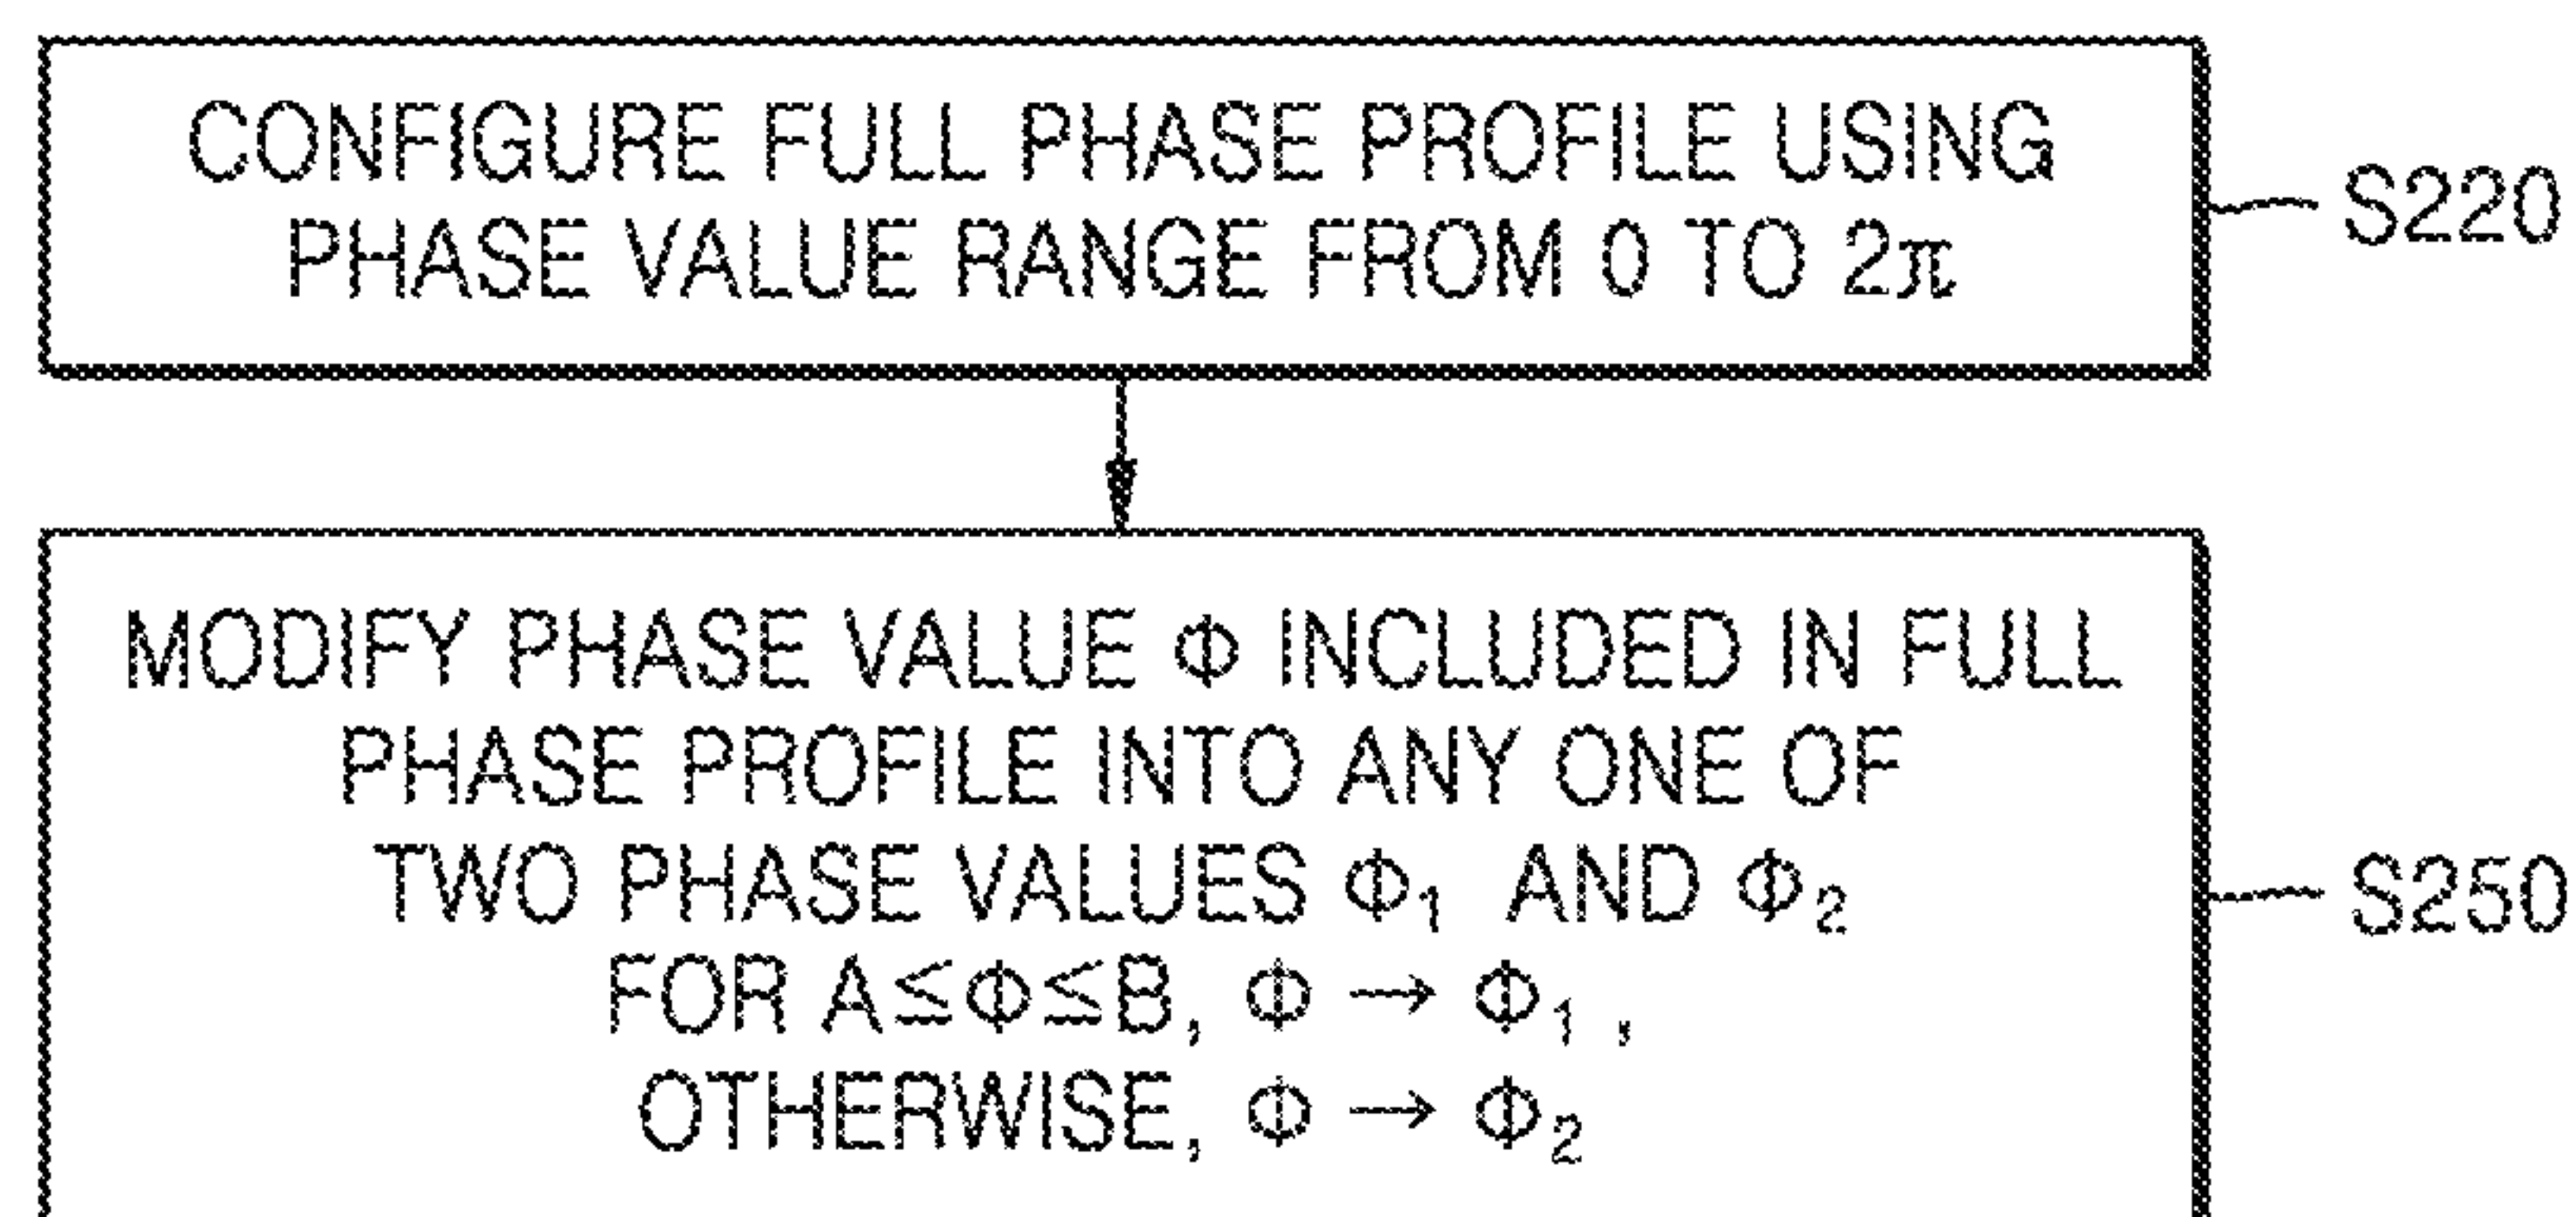 CONFIGURE FULL PHASE PROFILE USING
PHASE VALUE RANGE FROM 0 TO 2π
S220
MODIFY PHASE VALUE Φ INCLUDED IN FULL
PHASE PROFILE INTO ANY ONE OF
TWO PHASE VALUES Φ₁ AND Φ₂
FOR A≦Φ≦B, Φ → Φ₁ ,
OTHERWISE, Φ → Φ₂
S250